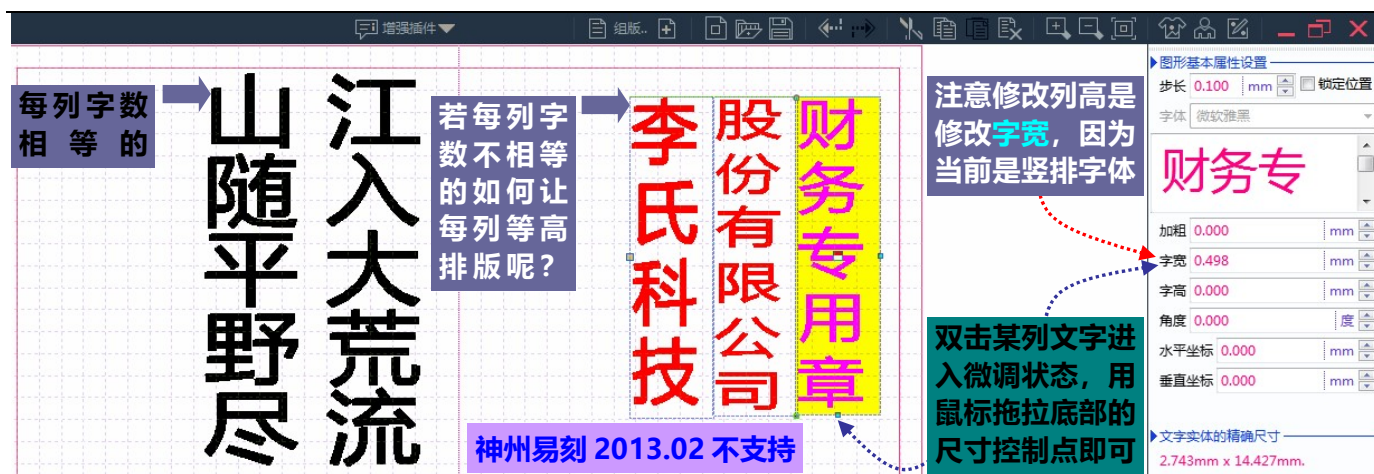 增强插件
组版..
每列字数
相等的
山随平野尽
江入大荒流
若每列字
数不相等
的如何让
每列等高
排版呢？
李氏科技
股份有限公司
财务专用章
神州易刻 2013.02 不支持
注意修改列高是
修改字宽，因为
当前是竖排字体
双击某列文字进
入微调状态，用
鼠标拖拉底部的
尺寸控制点即可
图形基本属性设置
步长 0.100 mm 锁定位置
字体 微软雅黑
财务专
加粗 0.000 mm
字宽 0.498 mm
字高 0.000 mm
角度 0.000 度
水平坐标 0.000 mm
垂直坐标 0.000 mm
文字实体的精确尺寸
2.743mm x 14.427mm.